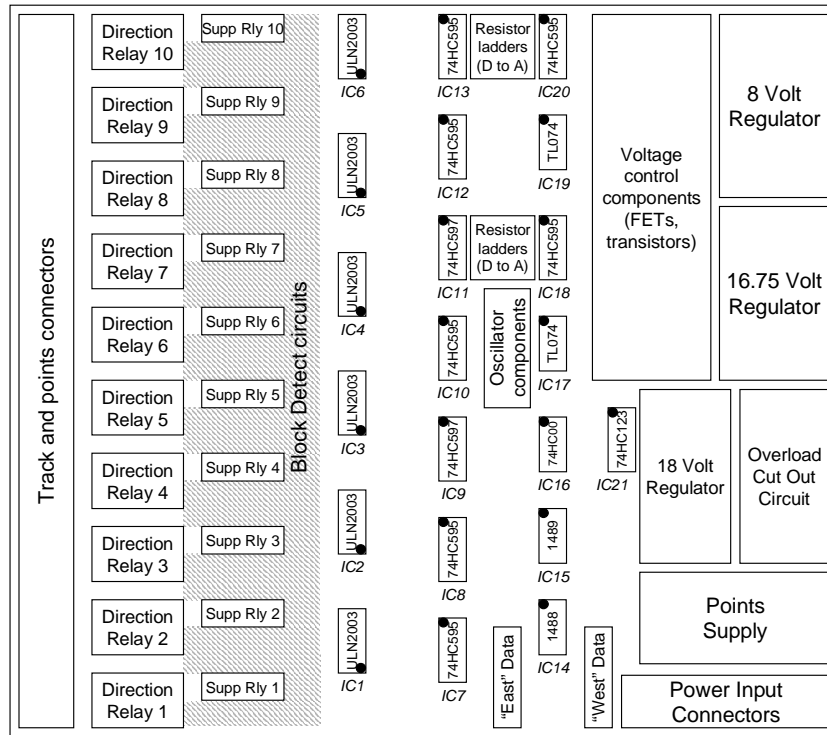 Track and points connectors
Direction
Relay 10
Direction
Relay 9
Direction
Relay 8
Direction
Relay 7
Direction
Relay 6
Direction
Relay 5
Direction
Relay 4
Direction
Relay 3
Direction
Relay 2
Direction
Relay 1
Supp Rly 10
Supp Rly 9
Supp Rly 8
Supp Rly 7
Supp Rly 6
Supp Rly 5
Supp Rly 4
Supp Rly 3
Supp Rly 2
Supp Rly 1
Block Detect circuits
ULN2003
IC6
ULN2003
IC5
ULN2003
IC4
ULN2003
IC3
ULN2003
IC2
ULN2003
IC1
74HC595
IC13
74HC595
IC12
74HC597
IC11
74HC595
IC10
74HC597
IC9
74HC595
IC8
74HC595
IC7
Resistor
ladders
(D to A)
Resistor
ladders
(D to A)
Oscillator
components
"East" Data
74HC595
IC20
TL074
IC19
74HC595
IC18
TL074
IC17
74HC00
IC16
1489
IC15
1488
IC14
"West" Data
74HC123
IC21
Voltage
control
components
(FETs,
transistors)
8 Volt
Regulator
16.75 Volt
Regulator
18 Volt
Regulator
Overload
Cut Out
Circuit
Points
Supply
Power Input
Connectors